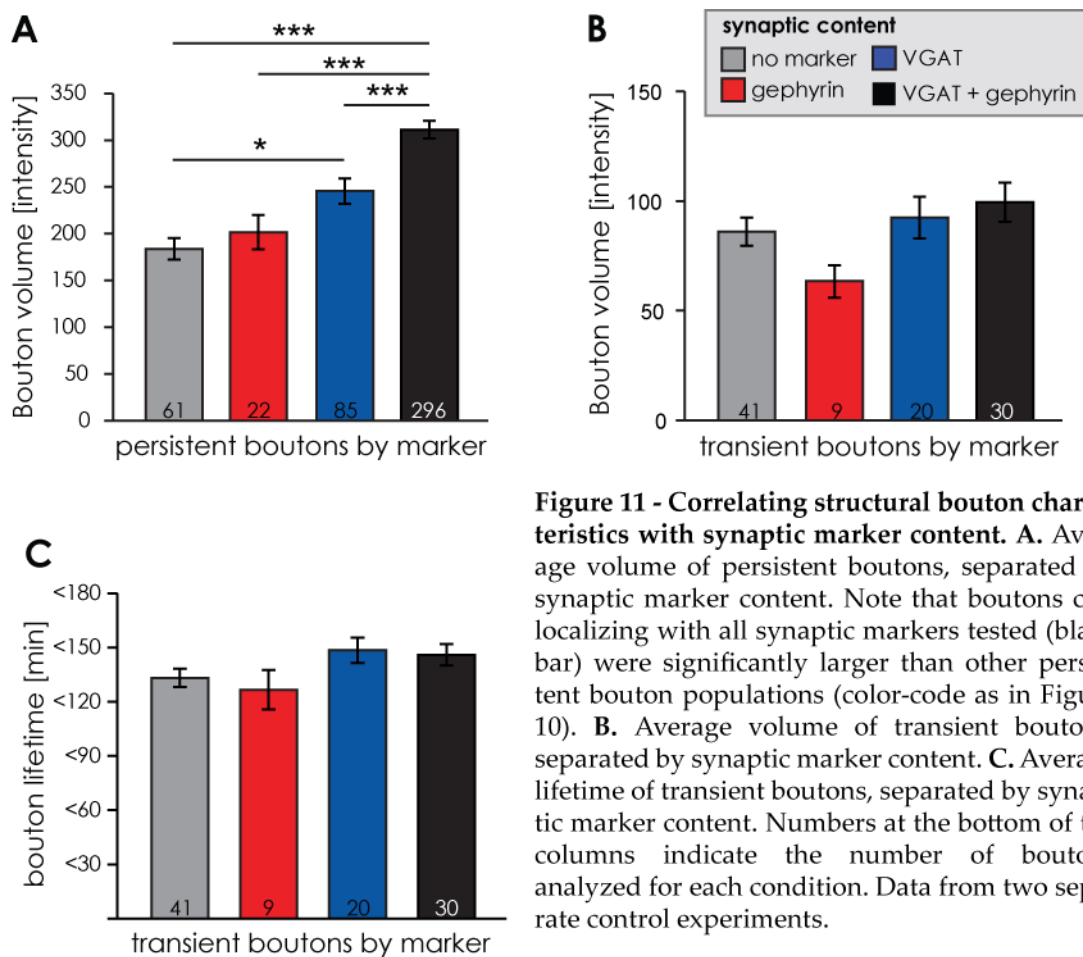 A
***
***
***
*
Bouton volume [intensity]
350
300
250
200
150
100
50
0
61 22 85 296
persistent boutons by marker
B
synaptic content
no marker VGAT
gephyrin VGAT + gephyrin
Bouton volume [intensity]
150
100
50
0
41 9 20 30
transient boutons by marker
C
bouton lifetime [min]
<180
<150
<120
<90
<60
<30
41 9 20 30
transient boutons by marker
Figure 11 - Correlating structural bouton char
teristics with synaptic marker content. A. Av
age volume of persistent boutons, separated
synaptic marker content. Note that boutons c
localizing with all synaptic markers tested (bla
bar) were significantly larger than other pers
tent bouton populations (color-code as in Figu
10). B. Average volume of transient bouto
separated by synaptic marker content. C. Avera
lifetime of transient boutons, separated by syna
tic marker content. Numbers at the bottom of t
columns indicate the number of bouto
analyzed for each condition. Data from two sep
rate control experiments.